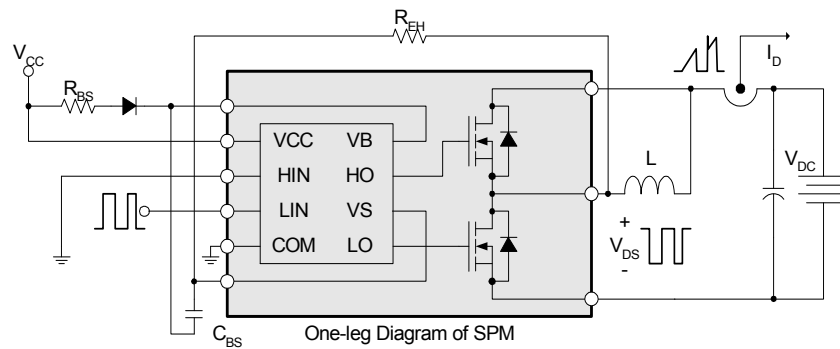 R_EH
V_CC
R_BS
I_D
VCC VB
HIN HO
LIN VS
COM LO
L
V_DC
+
V_DS
-
C_BS
One-leg Diagram of SPM